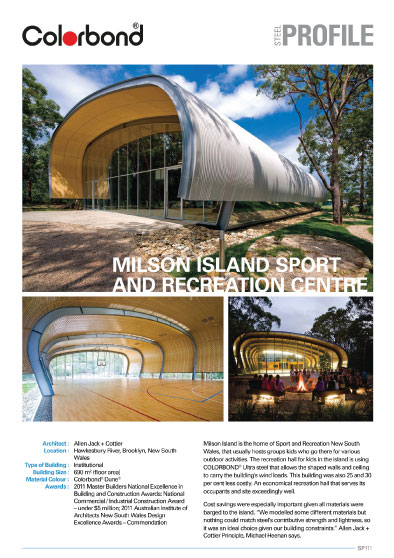 Colorbond®
STEEL PROFILE
MILSON ISLAND SPORT
AND RECREATION CENTRE
Architect : Allen Jack + Cottier
Location : Hawkesbury River, Brooklyn, New South
Wales
Type of Building : Institutional
Building Size : 690 m² (floor area)
Material Colour : Colorbond® Dune®
Awards : 2011 Master Builders National Excellence in
Building and Construction Awards: National
Commercial / Industrial Construction Award
– under $5 million; 2011 Australian Institute of
Architects New South Wales Design
Excellence Awards – Commendation
Milson Island is the home of Sport and Recreation New South
Wales, that usually hosts groups kids who go there for various
outdoor activities. The recreation hall for kids in the island is using
COLORBOND® Ultra steel that allows the shaped walls and ceiling
to carry the building's wind loads. This building was also 25 and 30
per cent less costly. An economical recreation hall that serves its
occupants and site exceedingly well.
Cost savings were especially important given all materials were
barged to the island. "We modelled some different materials but
nothing could match steel's contributive strength and lightness, so
it was an ideal choice given our building constraints." Allen Jack +
Cottier Principle, Michael Heenan says.